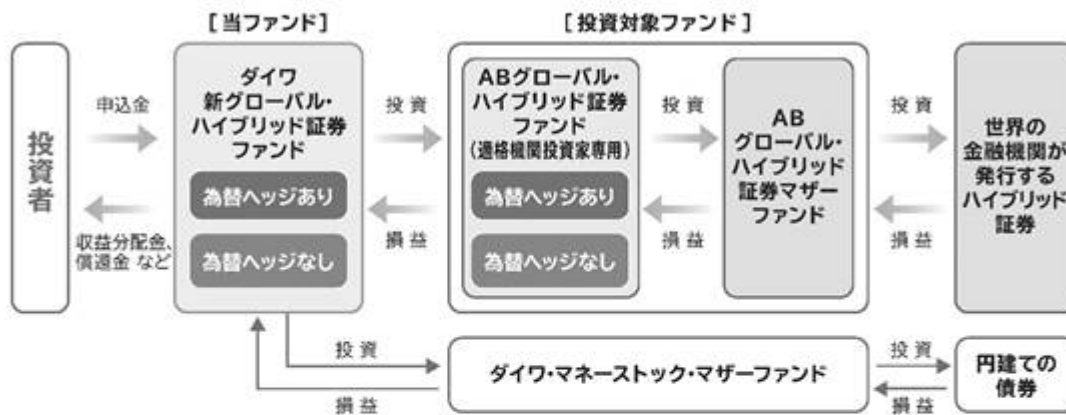 [当ファンド]
[投資対象ファンド]
投資者
申込金
収益分配金、
償還金 など
ダイワ
新グローバル・
ハイブリッド証券
ファンド
為替ヘッジあり
為替ヘッジなし
投 資
損 益
ABグローバル・
ハイブリッド証券
ファンド
(適格機関投資家専用)
為替ヘッジあり
為替ヘッジなし
投 資
損 益
AB
グローバル・
ハイブリッド
証券マザー
ファンド
投 資
損 益
世界の
金融機関が
発行する
ハイブリッド
証券
投 資
損 益
ダイワ・マネーストック・マザーファンド
投 資
損 益
円建ての
債券